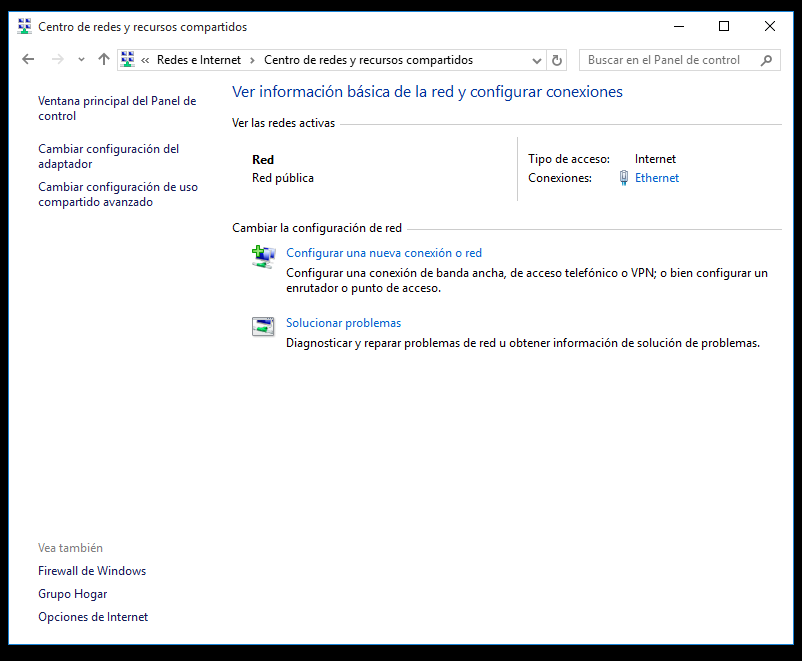 Centro de redes y recursos compartidos
« Redes e Internet › Centro de redes y recursos compartidos
Buscar en el Panel de control
Ventana principal del Panel de
control
Cambiar configuración del
adaptador
Cambiar configuración de uso
compartido avanzado
Ver información básica de la red y configurar conexiones
Ver las redes activas
Red
Red pública
Tipo de acceso: Internet
Conexiones: Ethernet
Cambiar la configuración de red
Configurar una nueva conexión o red
Configurar una conexión de banda ancha, de acceso telefónico o VPN; o bien configurar un
enrutador o punto de acceso.
Solucionar problemas
Diagnosticar y reparar problemas de red u obtener información de solución de problemas.
Vea también
Firewall de Windows
Grupo Hogar
Opciones de Internet